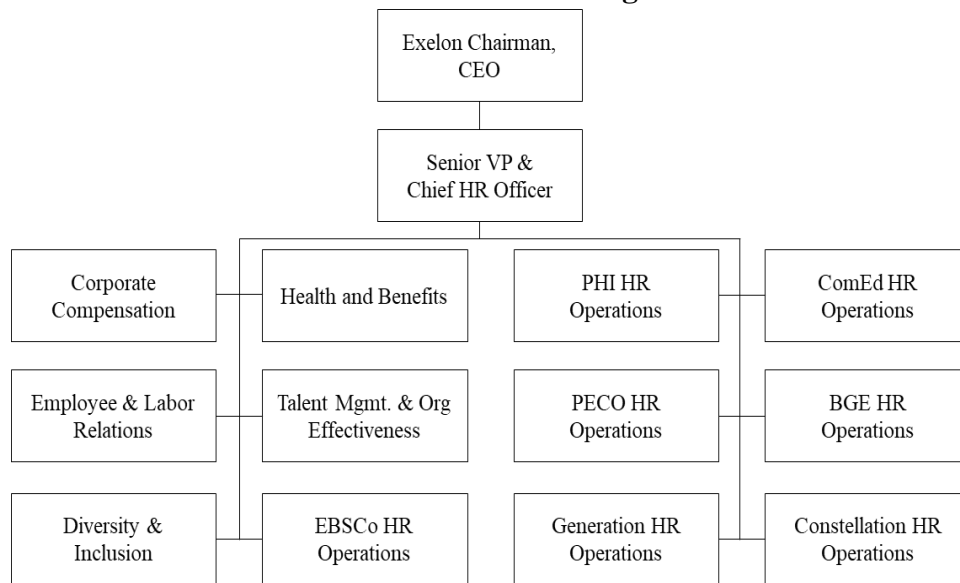 Exelon Chairman,
CEO
Senior VP &
Chief HR Officer
Corporate
Compensation
Health and Benefits
PHI HR
Operations
ComEd HR
Operations
Employee & Labor
Relations
Talent Mgmt. & Org
Effectiveness
PECO HR
Operations
BGE HR
Operations
Diversity &
Inclusion
EBSCo HR
Operations
Generation HR
Operations
Constellation HR
Operations